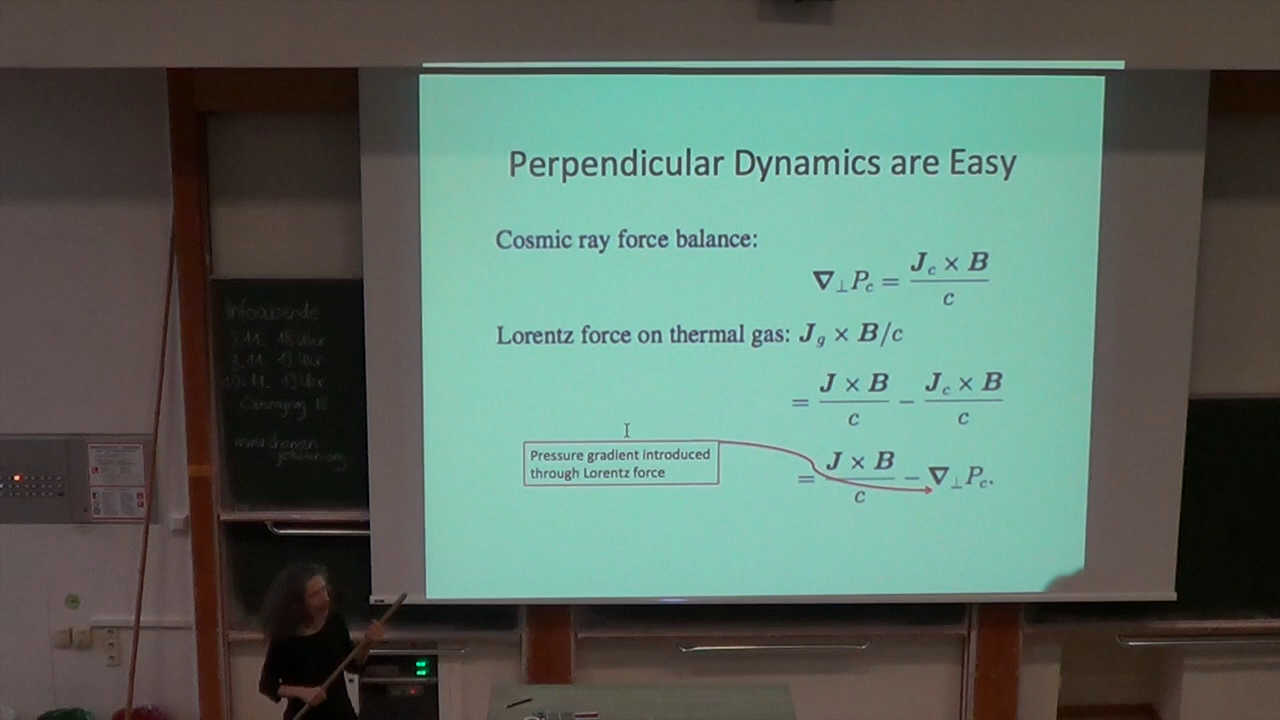 Perpendicular Dynamics are Easy
Cosmic ray force balance:
∇⊥Pc = Jc × B / c
Lorentz force on thermal gas: Jg × B/c
= J × B / c − Jc × B / c
Pressure gradient introduced
through Lorentz force
= J × B / c − ∇⊥Pc.
Infoabende